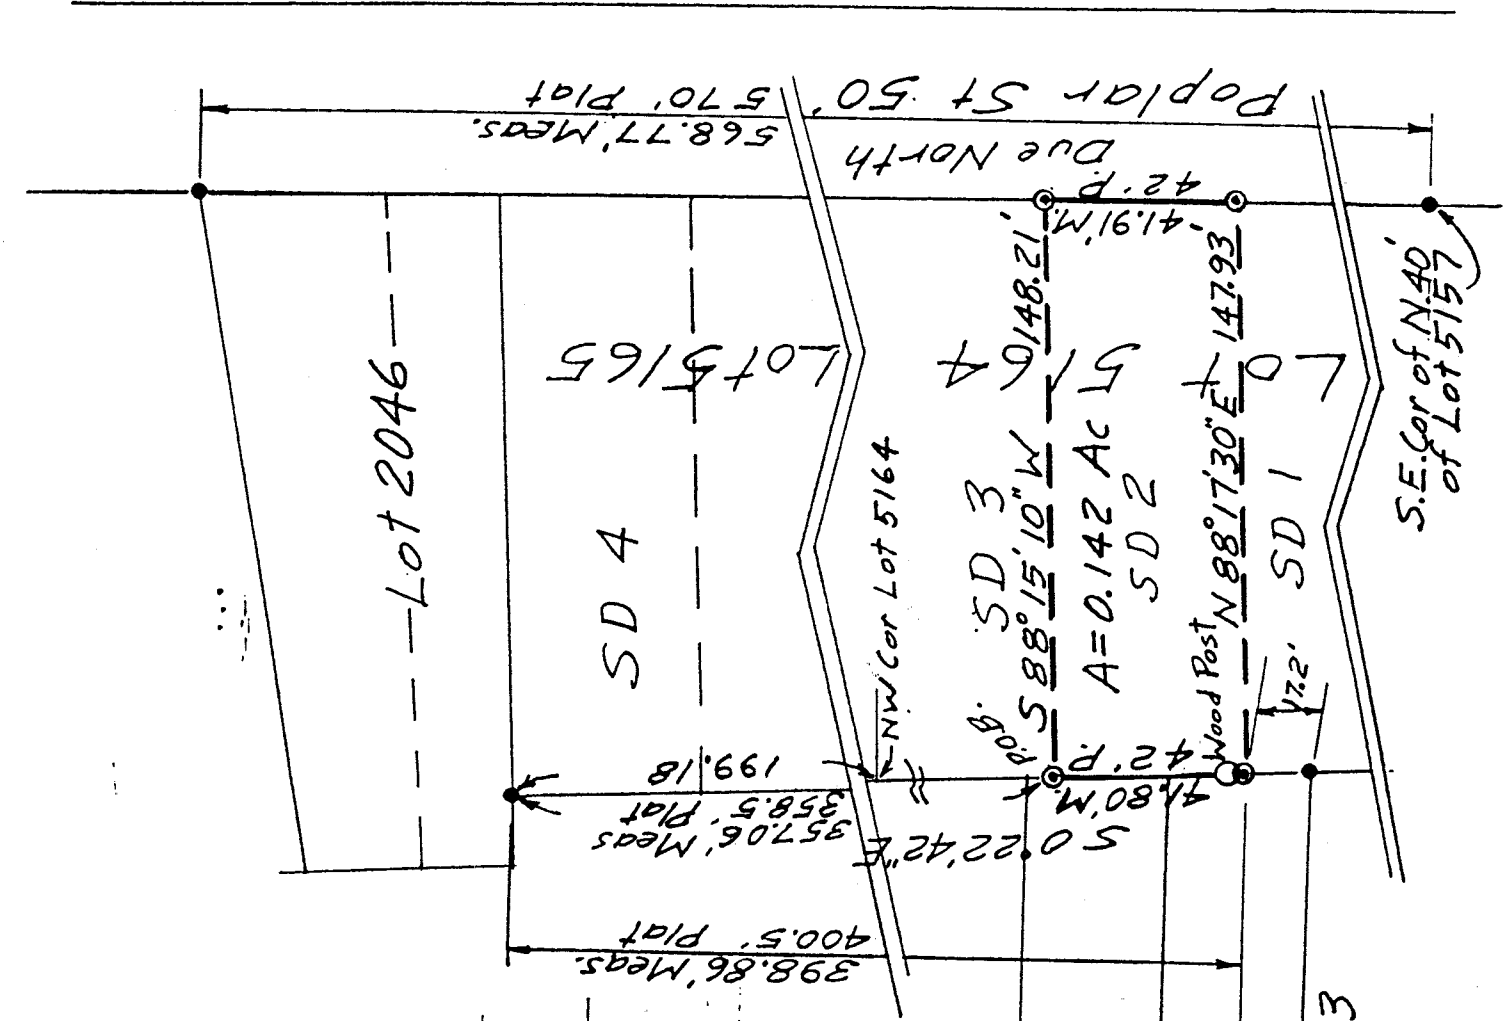 Poplar St 50'
570.' Plat
568.77' Meas.
Due North
42' P.
41.91' M.
148.21'
147.93'
Lot 5165
Lot 5164
Lot 2046
SD 4
SD 3
S 88° 15' 10" W
A = 0.142 Ac
SD 2
N 88° 17' 30" E
SD 1
S.E. Cor of N. 40'
of Lot 5157
NW Cor Lot 5164
P.O.B.
Wood Post
17.2'
199.18
358.5' Plat
357.06' Meas
42' P.
41.80' M.
S 0° 22' 42" E
400.5' Plat
398.86' Meas.
3